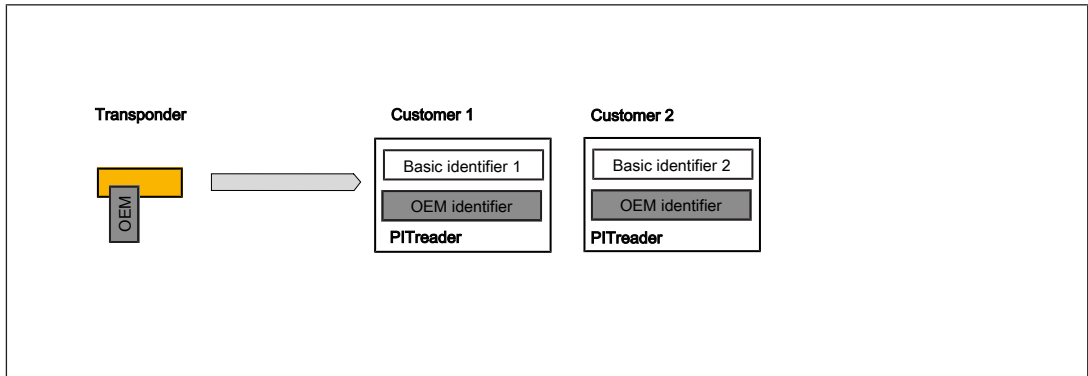 Transponder
Customer 1
Customer 2
OEM
Basic identifier 1
OEM identifier
PITreader
Basic identifier 2
OEM identifier
PITreader